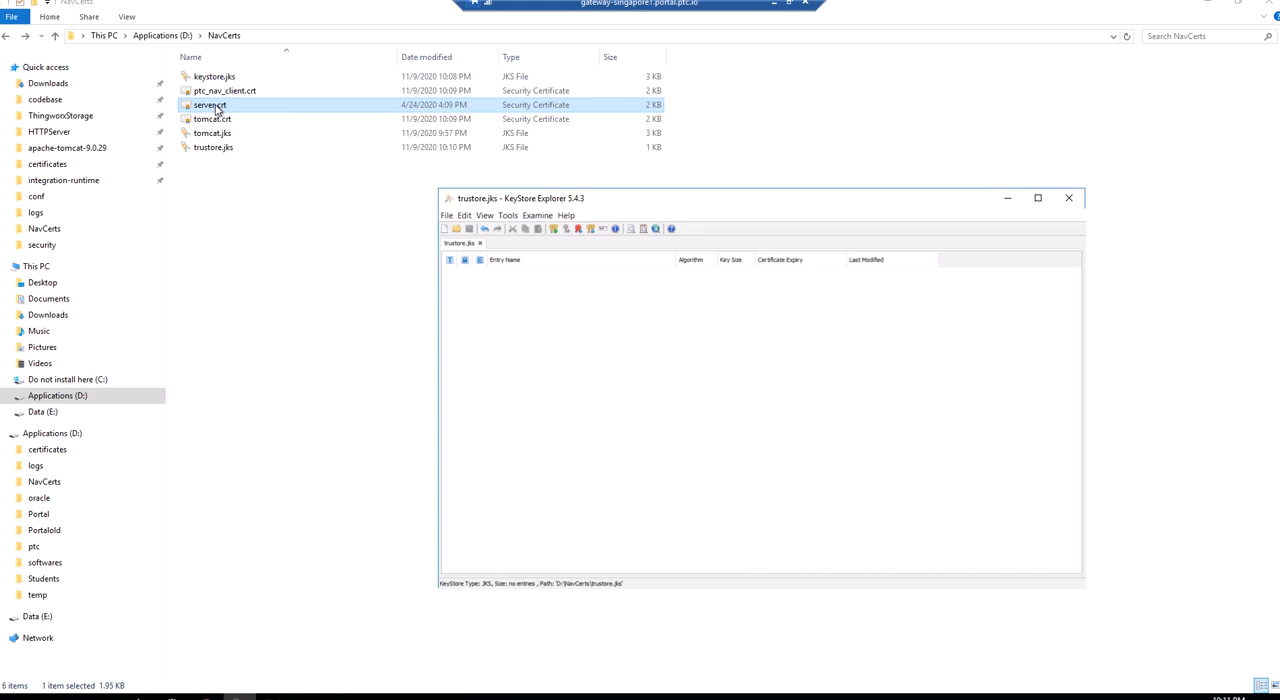 NavCerts
gateway-singapore1.portal.ptc.io
File Home Share View
This PC > Applications (D:) > NavCerts
Search NavCerts
Name Date modified Type Size
Quick access
Downloads
codebase
ThingworxStorage
HTTPServer
apache-tomcat-9.0.29
certificates
integration-runtime
conf
logs
NavCerts
security
This PC
Desktop
Documents
Downloads
Music
Pictures
Videos
Do not install here (C:)
Applications (D:)
Data (E:)
Applications (D:)
certificates
logs
NavCerts
oracle
Portal
Portalold
ptc
softwares
Students
temp
Data (E:)
Network
keystore.jks 11/9/2020 10:08 PM JKS File 3 KB
ptc_nav_client.crt 11/9/2020 10:09 PM Security Certificate 2 KB
server.crt 4/24/2020 4:09 PM Security Certificate 2 KB
tomcat.crt 11/9/2020 10:09 PM Security Certificate 2 KB
tomcat.jks 11/9/2020 9:57 PM JKS File 3 KB
trustore.jks 11/9/2020 10:10 PM JKS File 1 KB
trustore.jks - KeyStore Explorer 5.4.3
File Edit View Tools Examine Help
trustore.jks
T E Entry Name Algorithm Key Size Certificate Expiry Last Modified
KeyStore Type: JKS, Size: no entries , Path: 'D:\NavCerts\trustore.jks'
6 items 1 item selected 1.95 KB
10:11 PM